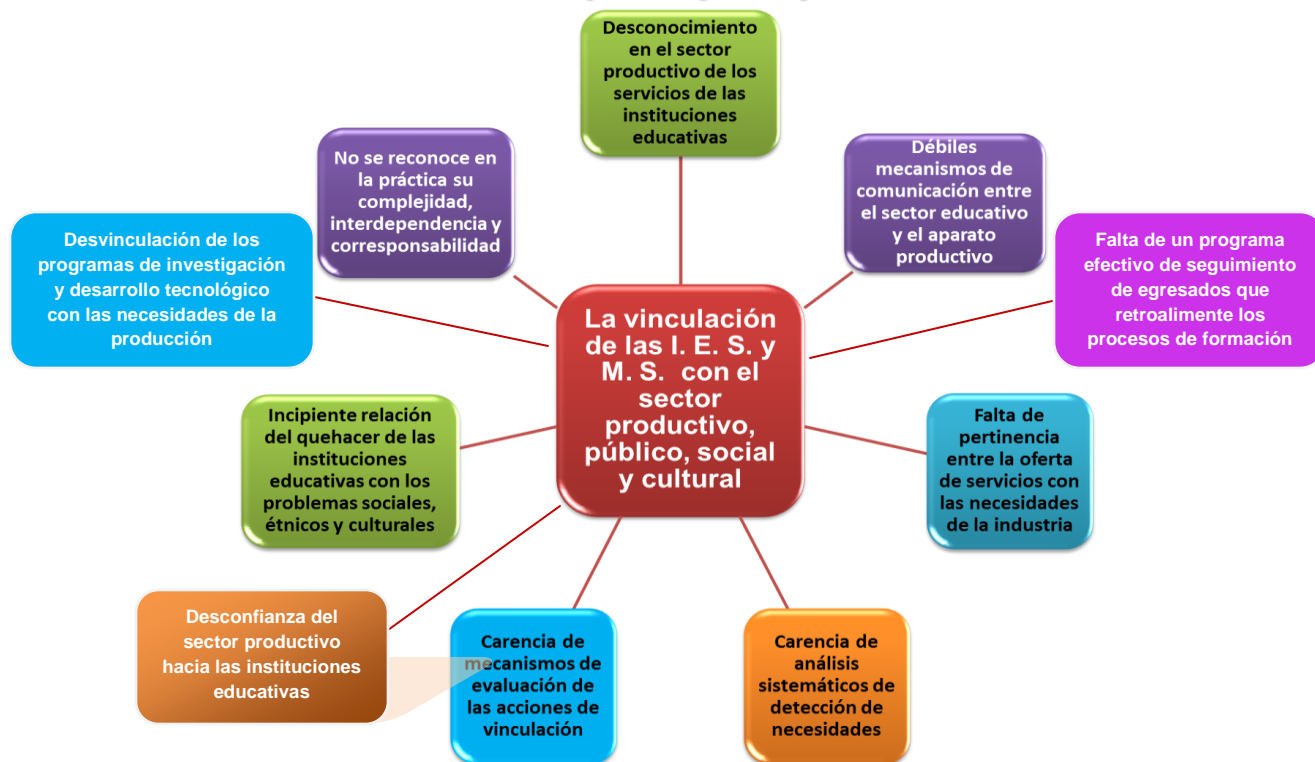 Desconocimiento
en el sector
productivo de los
servicios de las
instituciones
educativas
No se reconoce en
la práctica su
complejidad,
interdependencia y
corresponsabilidad
Débiles
mecanismos de
comunicación entre
el sector educativo
y el aparato
productivo
Desvinculación de los
programas de investigación
y desarrollo tecnológico
con las necesidades de la
producción
Falta de un programa
efectivo de seguimiento
de egresados que
retroalimente los
procesos de formación
La vinculación
de las I. E. S. y
M. S. con el
sector
productivo,
público, social
y cultural
Incipiente relación
del quehacer de las
instituciones
educativas con los
problemas sociales,
étnicos y culturales
Falta de
pertinencia
entre la oferta
de servicios con
las necesidades
de la industria
Desconfianza del
sector productivo
hacia las instituciones
educativas
Carencia de
mecanismos de
evaluación de
las acciones de
vinculación
Carencia de
análisis
sistemáticos de
detección de
necesidades